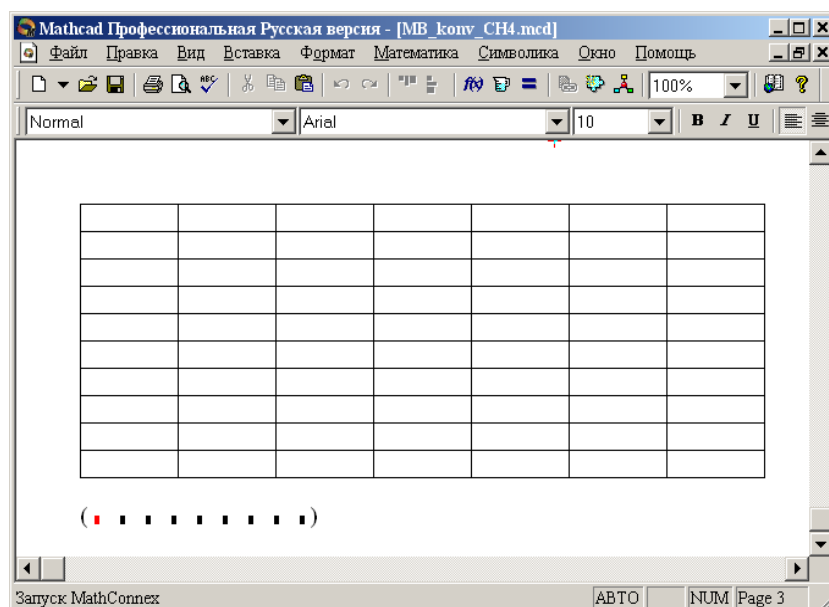 Mathcad Профессиональная Русская версия - [MB_konv_CH4.mcd]
Файл Правка Вид Вставка Формат Математика Символика Окно Помощь
ABC f(x) = 100% ?
Normal Arial 10 B I U
( )
Запуск MathConnex АВТО NUM Page 3